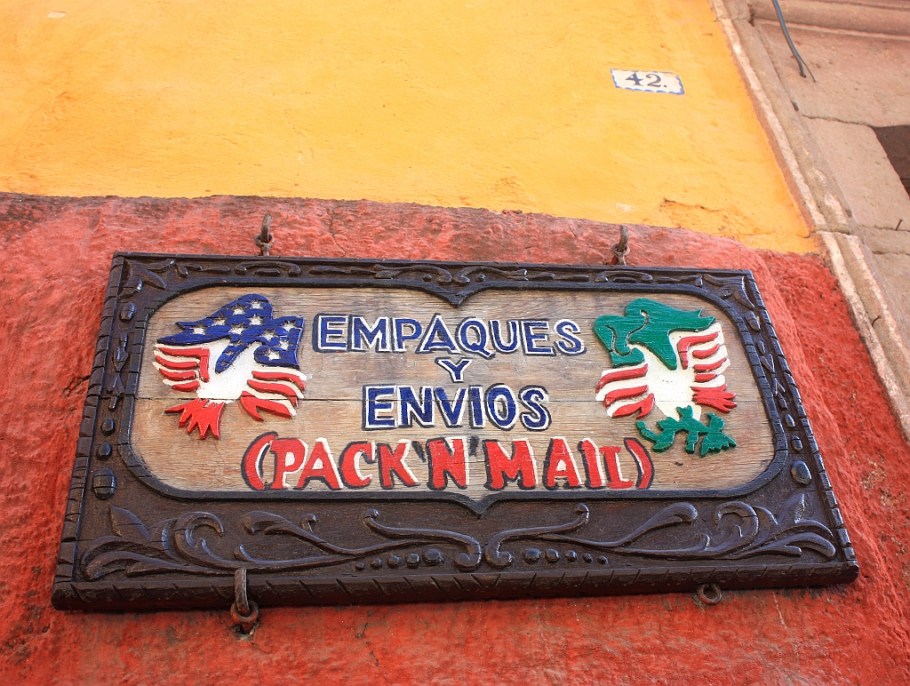 42.
EMPAQUES
Y
ENVIOS
(PACK'N'MAIL)